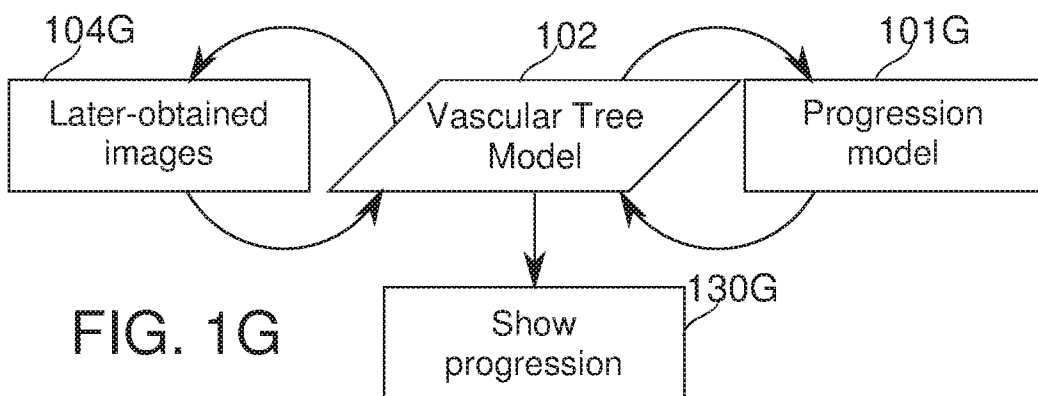 104G
102
101G
Later-obtained
images
Vascular Tree
Model
Progression
model
130G
Show
progression
FIG. 1G